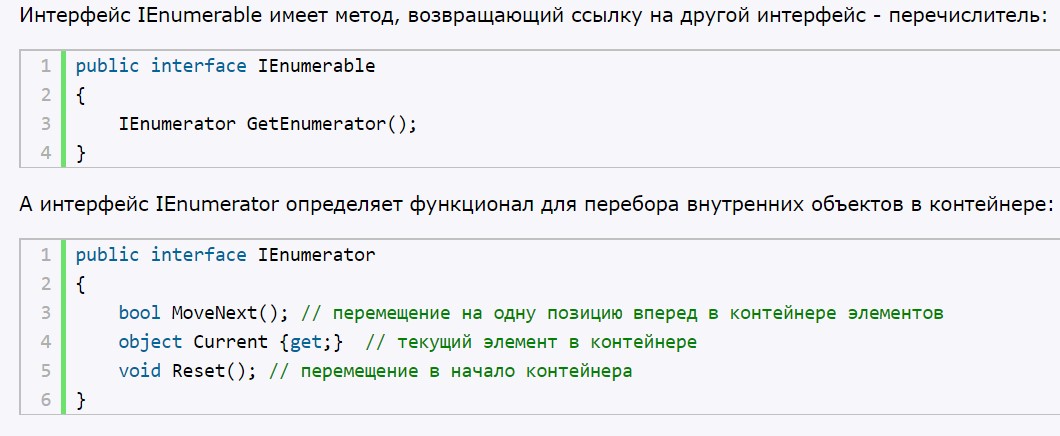 Интерфейс IEnumerable имеет метод, возвращающий ссылку на другой интерфейс - перечислитель:
1 public interface IEnumerable
2 {
3     IEnumerator GetEnumerator();
4 }
А интерфейс IEnumerator определяет функционал для перебора внутренних объектов в контейнере:
1 public interface IEnumerator
2 {
3     bool MoveNext(); // перемещение на одну позицию вперед в контейнере элементов
4     object Current {get;}  // текущий элемент в контейнере
5     void Reset(); // перемещение в начало контейнера
6 }